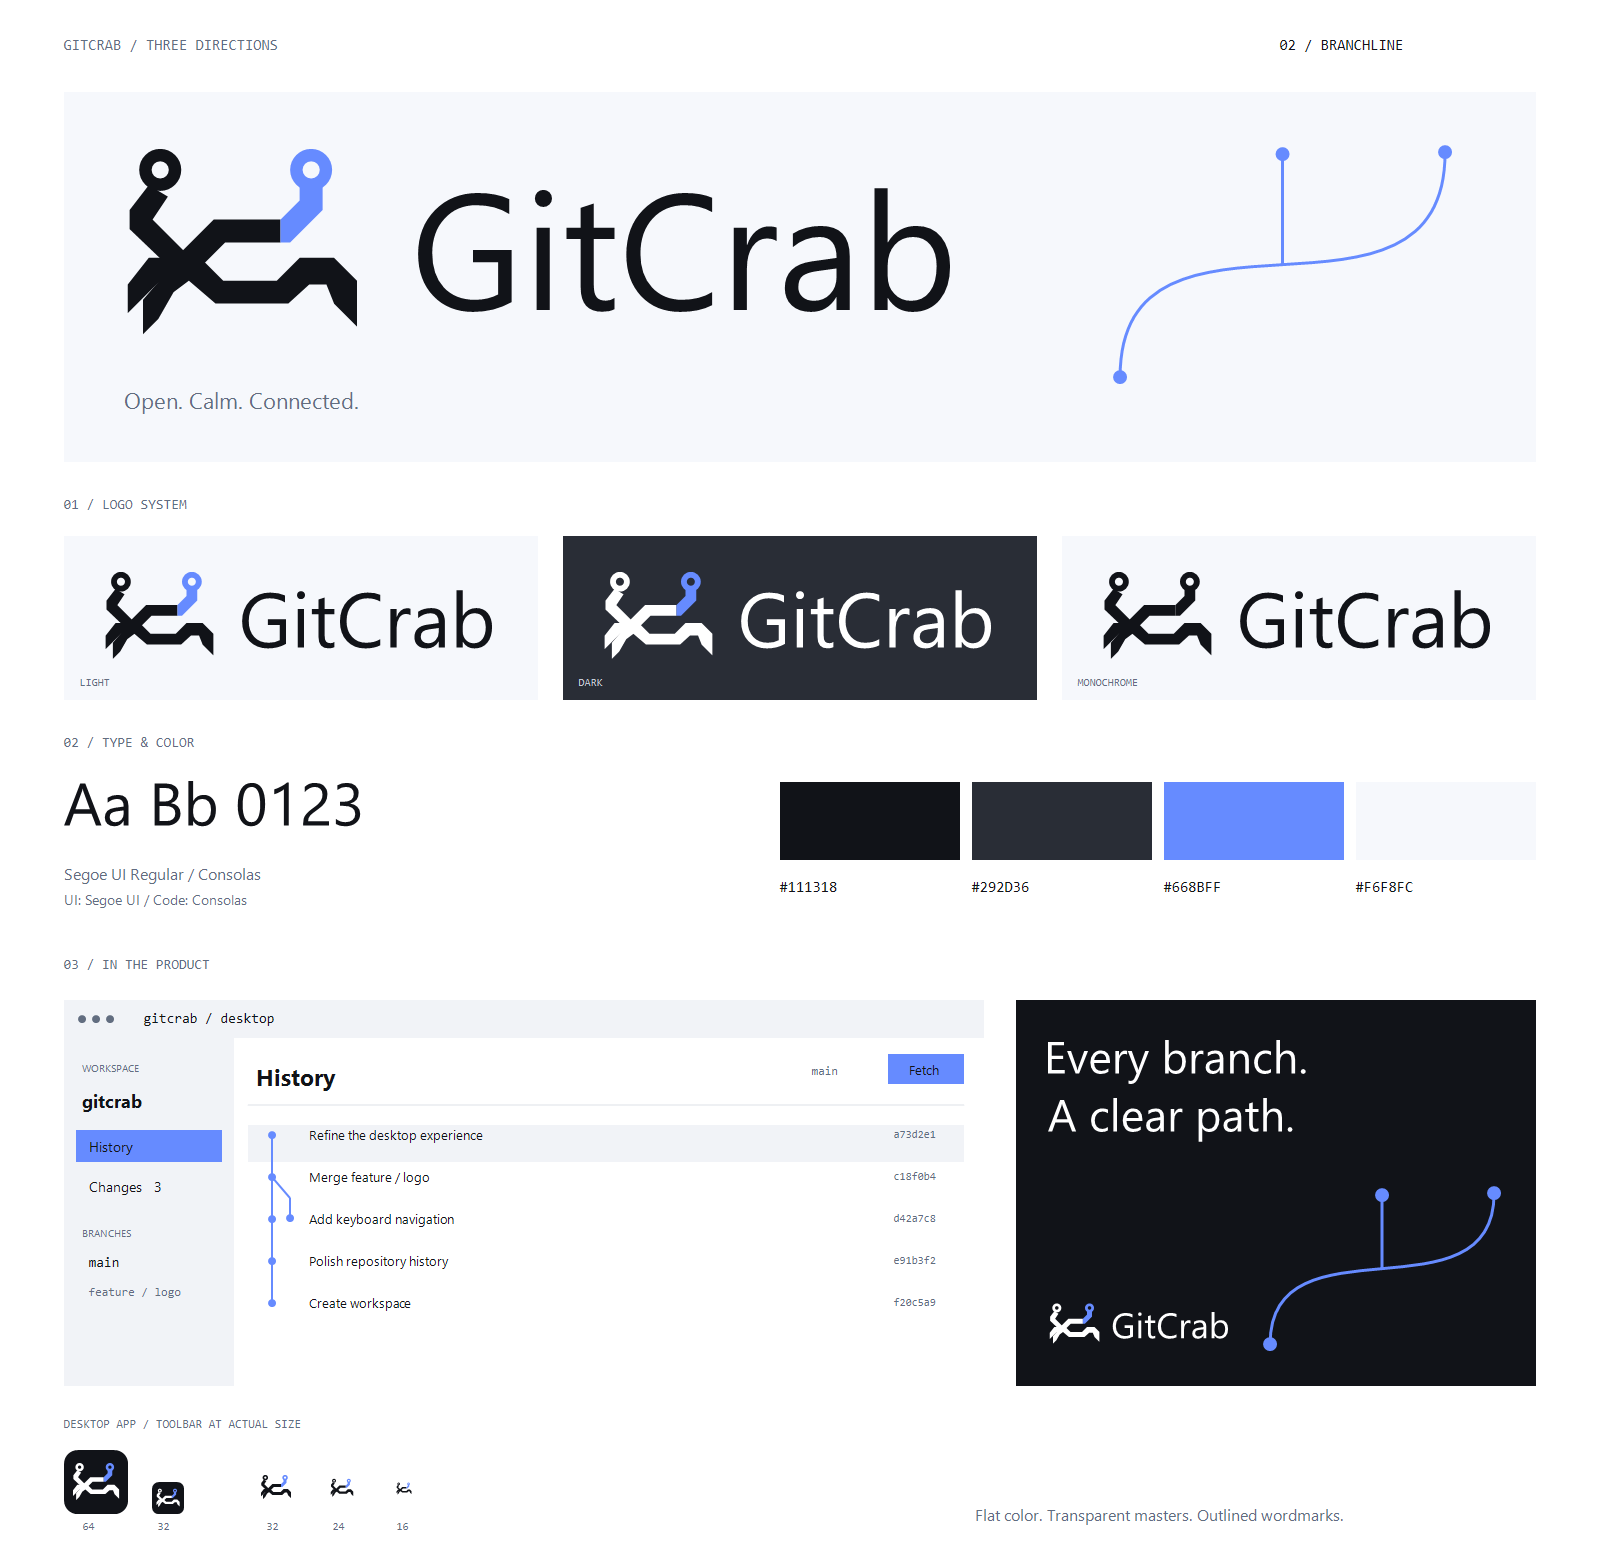 GITCRAB / THREE DIRECTIONS
02 / BRANCHLINE
GitCrab
Open. Calm. Connected.
01 / LOGO SYSTEM
GitCrab
LIGHT
GitCrab
DARK
GitCrab
MONOCHROME
02 / TYPE & COLOR
Aa Bb 0123
Segoe UI Regular / Consolas
UI: Segoe UI / Code: Consolas
#111318
#292D36
#668BFF
#F6F8FC
03 / IN THE PRODUCT
gitcrab / desktop
WORKSPACE
gitcrab
History
Changes 3
BRANCHES
main
feature / logo
History
main
Fetch
Refine the desktop experience a73d2e1
Merge feature / logo c18f0b4
Add keyboard navigation d42a7c8
Polish repository history e91b3f2
Create workspace f20c5a9
Every branch.
A clear path.
GitCrab
DESKTOP APP / TOOLBAR AT ACTUAL SIZE
64 32 32 24 16
Flat color. Transparent masters. Outlined wordmarks.